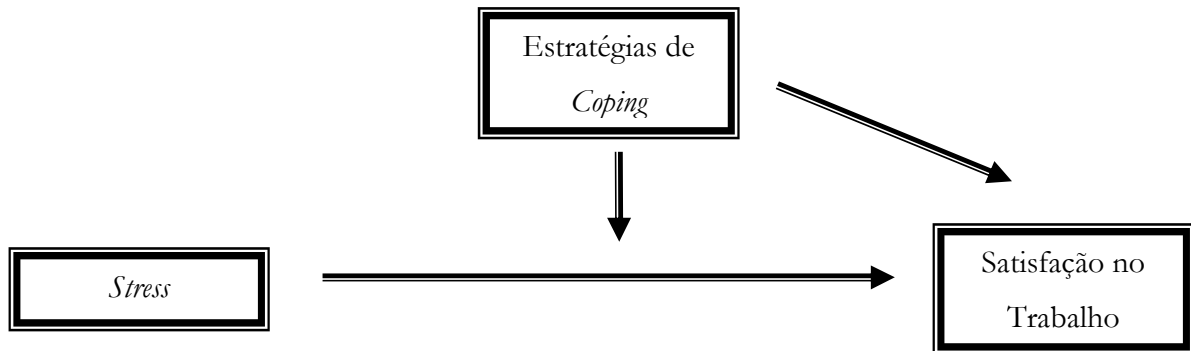 Estratégias de
Coping
Stress
Satisfação no
Trabalho